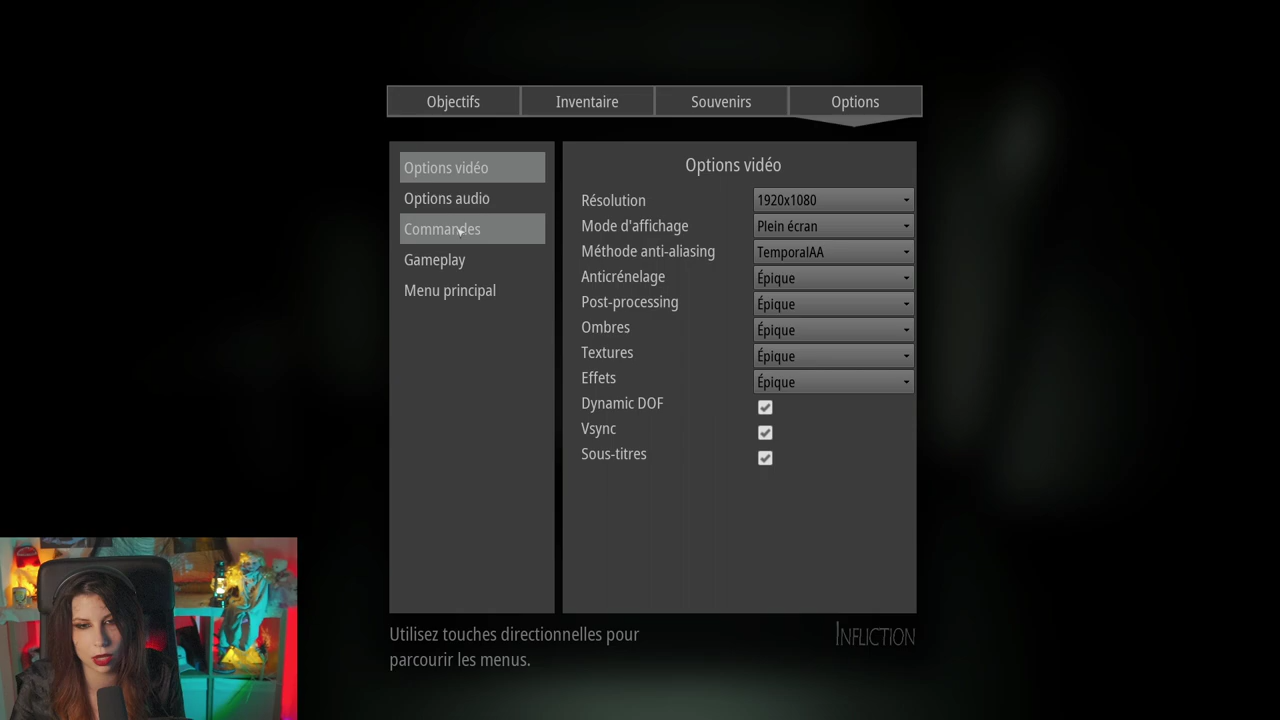 Objectifs
Inventaire
Souvenirs
Options
Options vidéo
Options audio
Commandes
Gameplay
Menu principal
Options vidéo
Résolution 1920x1080
Mode d'affichage Plein écran
Méthode anti-aliasing TemporalAA
Anticrénelage Épique
Post-processing Épique
Ombres Épique
Textures Épique
Effets Épique
Dynamic DOF
Vsync
Sous-titres
Utilisez touches directionnelles pour
parcourir les menus.
INFLICTION